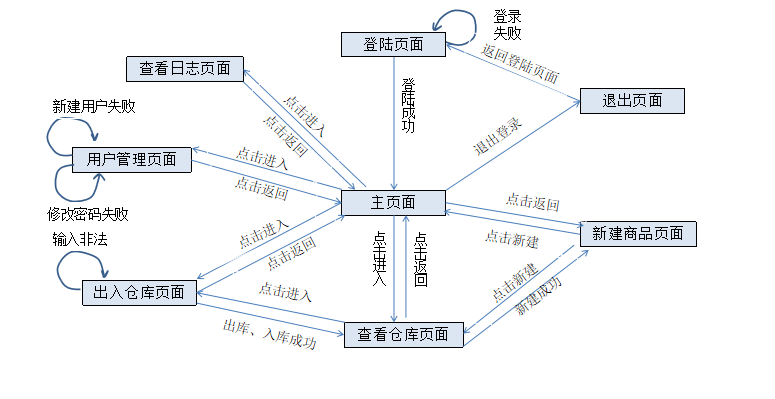 登录
失败
登陆页面
返回登陆页面
查看日志页面
登陆成功
退出页面
新建用户失败
点击进入
点击返回
退出登录
用户管理页面
点击进入
点击返回
主页面
点击返回
修改密码失败
输入非法
点击进入
点击返回
点击进入
点击返回
点击新建
新建商品页面
出入仓库页面
点击进入
点击新建
新建成功
出库、入库成功
查看仓库页面